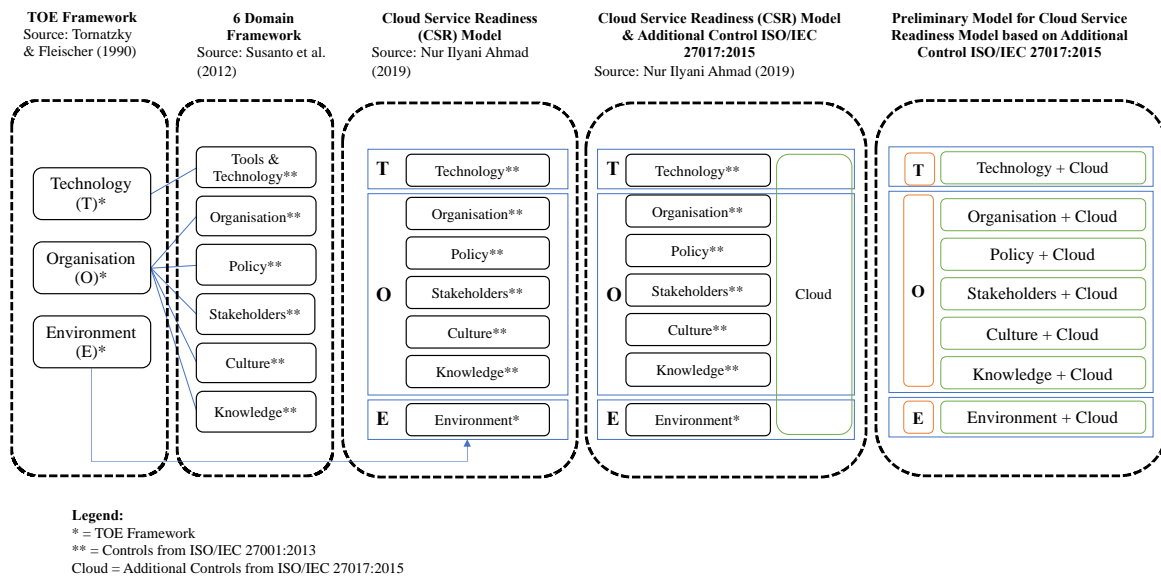 TOE Framework
Source: Tornatzky
& Fleischer (1990)
6 Domain
Framework
Source: Susanto et al.
(2012)
Cloud Service Readiness
(CSR) Model
Source: Nur Ilyani Ahmad
(2019)
Cloud Service Readiness (CSR) Model
& Additional Control ISO/IEC
27017:2015
Source: Nur Ilyani Ahmad (2019)
Preliminary Model for Cloud Service
Readiness Model based on Additional
Control ISO/IEC 27017:2015
Technology
(T)*
Organisation
(O)*
Environment
(E)*
Tools &
Technology**
Organisation**
Policy**
Stakeholders**
Culture**
Knowledge**
T
Technology**
O
Organisation**
Policy**
Stakeholders**
Culture**
Knowledge**
E
Environment*
T
Technology**
O
Organisation**
Policy**
Stakeholders**
Culture**
Knowledge**
E
Environment*
Cloud
T
Technology + Cloud
O
Organisation + Cloud
Policy + Cloud
Stakeholders + Cloud
Culture + Cloud
Knowledge + Cloud
E
Environment + Cloud
Legend:
* = TOE Framework
** = Controls from ISO/IEC 27001:2013
Cloud = Additional Controls from ISO/IEC 27017:2015